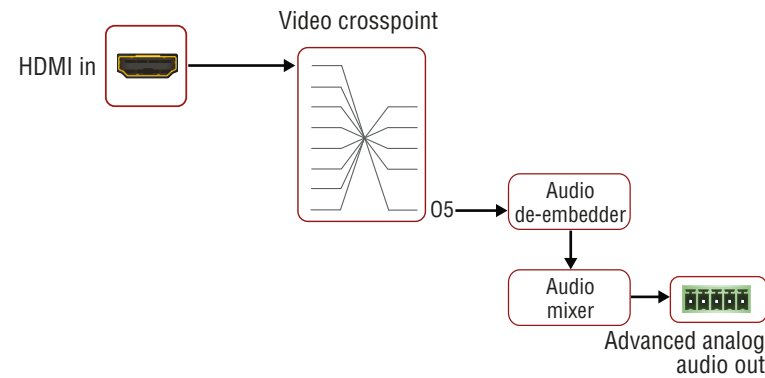 Video crosspoint
HDMI in
O5
Audio
de-embedder
Audio
mixer
Advanced analog
audio out